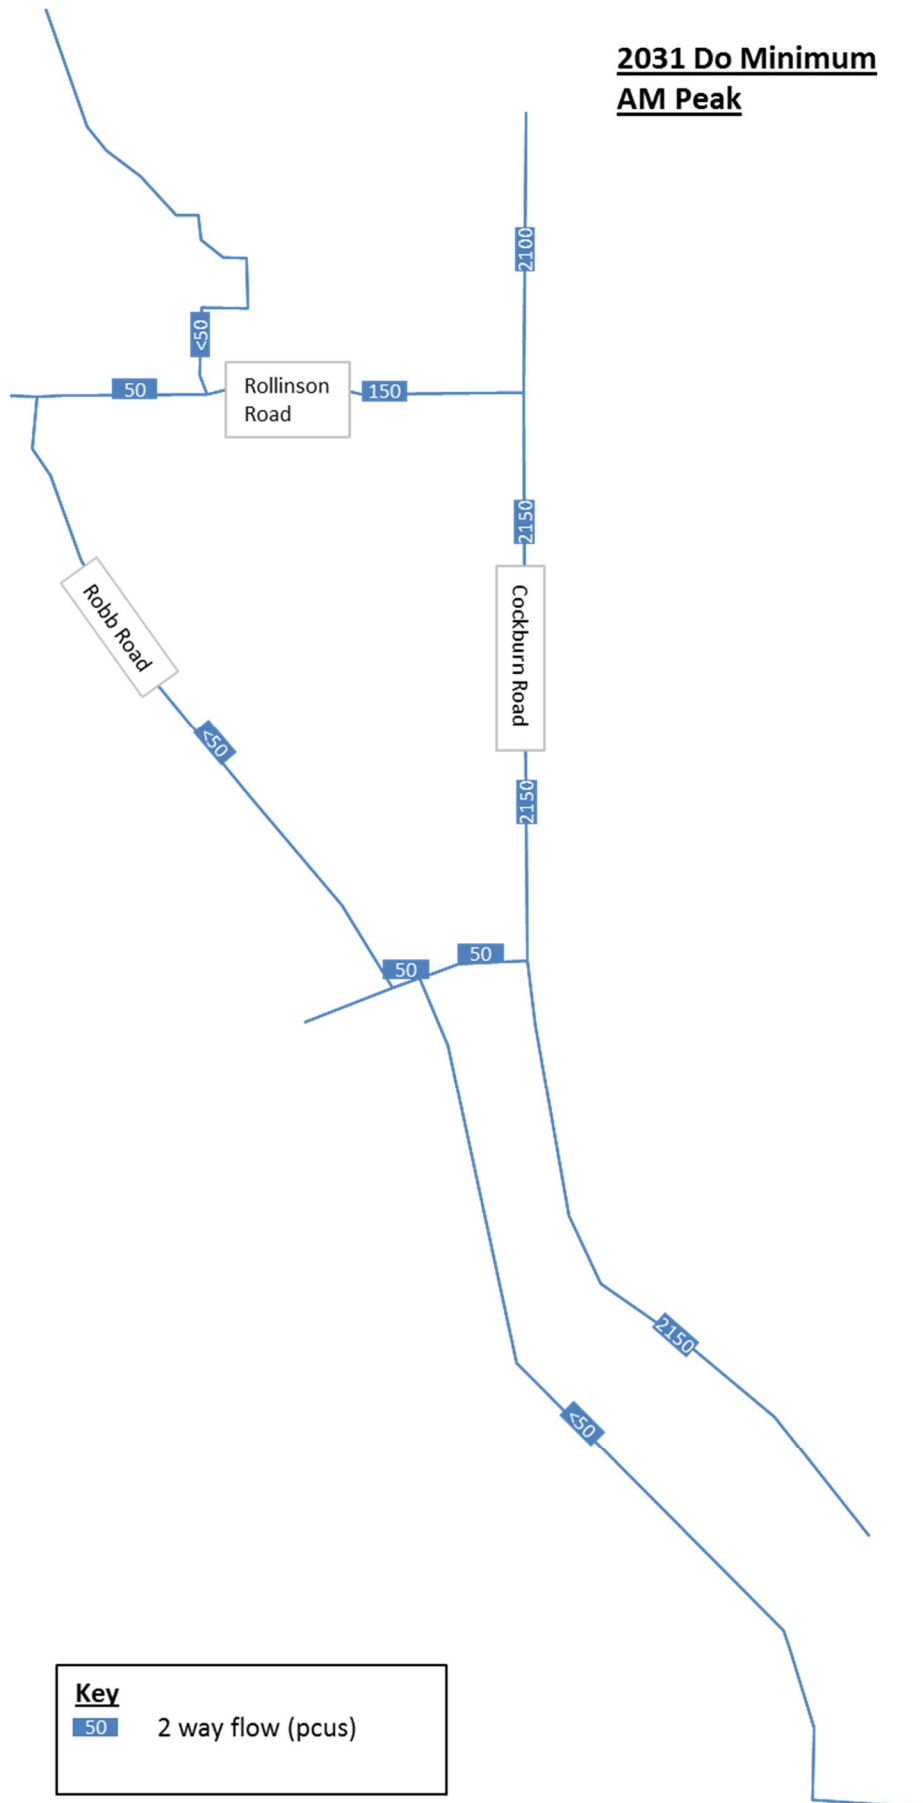 2031 Do Minimum
AM Peak
2100
<50
50
Rollinson
Road
150
2150
Cockburn Road
Robb Road
<50
2150
50
50
2150
<50
Key
50 2 way flow (pcus)